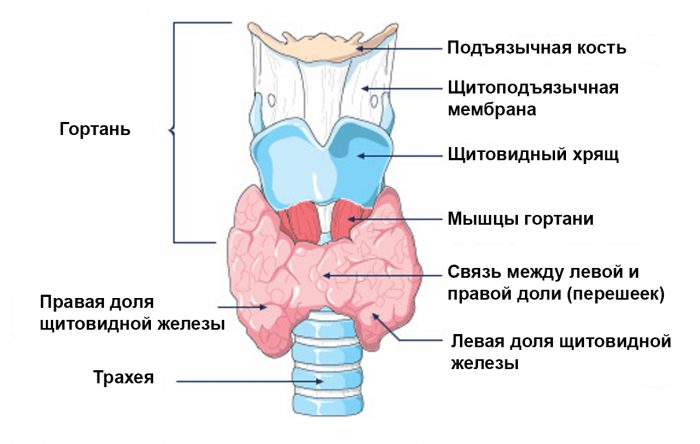 Подъязычная кость
Щитоподъязычная
мембрана
Гортань
Щитовидный хрящ
Мышцы гортани
Связь между левой и
правой доли (перешеек)
Правая доля
щитовидной железы
Левая доля щитовидной
железы
Трахея